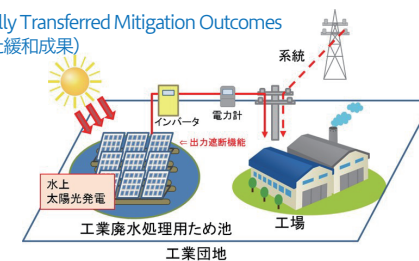 lly Transferred Mitigation Outcomes
緩和成果）
系統
インバータ
電力計
⇐ 出力遮断機能
水上
太陽光発電
工業廃水処理用ため池
工場
工業団地